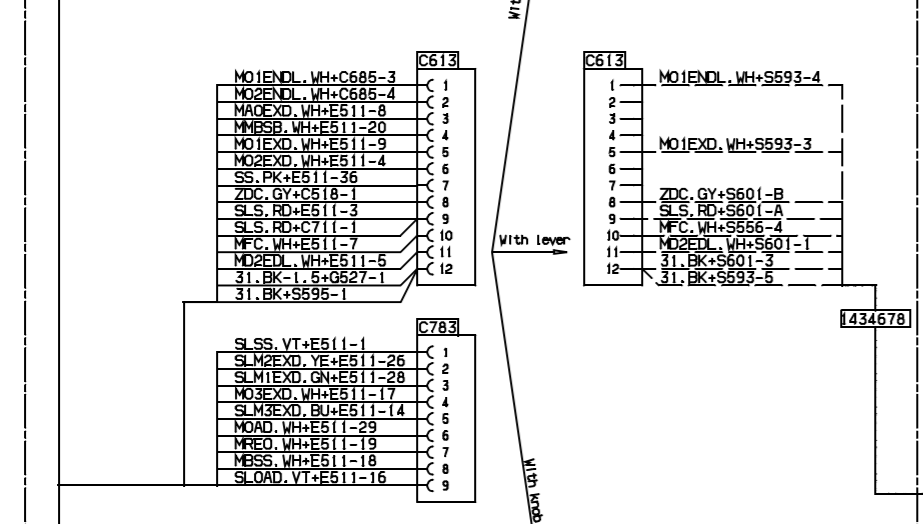 With
C613
MO1ENDL.WH+C685-3
MO2ENDL.WH+C685-4
MAOEXD.WH+E511-8
MMBSB.WH+E511-20
MO1EXD.WH+E511-9
MO2EXD.WH+E511-4
SS.PK+E511-36
ZDC.GY+C518-1
SLS.RD+E511-3
SLS.RD+C711-1
MFC.WH+E511-7
MD2EDL.WH+E511-5
31.BK-1.5+G527-1
31.BK+S595-1
1
2
3
4
5
6
7
8
9
10
11
12
With lever
C613
1
2
3
4
5
6
7
8
9
10
11
12
MO1ENDL.WH+S593-4
MO1EXD.WH+S593-3
ZDC.GY+S601-B
SLS.RD+S601-A
MFC.WH+S556-4
MD2EDL.WH+S601-1
31.BK+S601-3
31.BK+S593-5
1434678
C783
SLSS.VT+E511-1
SLM2EXD.YE+E511-26
SLM1EXD.GN+E511-28
MO3EXD.WH+E511-17
SLM3EXD.BU+E511-14
MOAD.WH+E511-29
MREO.WH+E511-19
MBSS.WH+E511-18
SLOAD.VT+E511-16
1
2
3
4
5
6
7
8
9
With knob